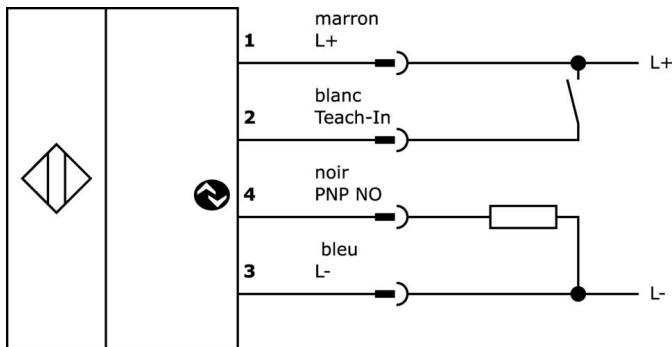 marron
1 L+
L+
blanc
2 Teach-In
noir
4 PNP NO
bleu
3 L-
L-